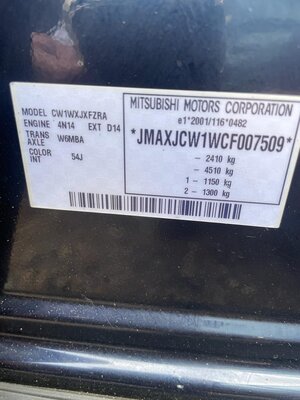 MODEL CW1WXJXFZRA
ENGINE 4N14 EXT D14
TRANS AXLE W6MBA
COLOR INT 54J
MITSUBISHI MOTORS CORPORATION
e1*2001/116*0482
*JMAXJCW1WCF007509*
- 2410 kg
- 4510 kg
1 - 1150 kg
2 - 1300 kg